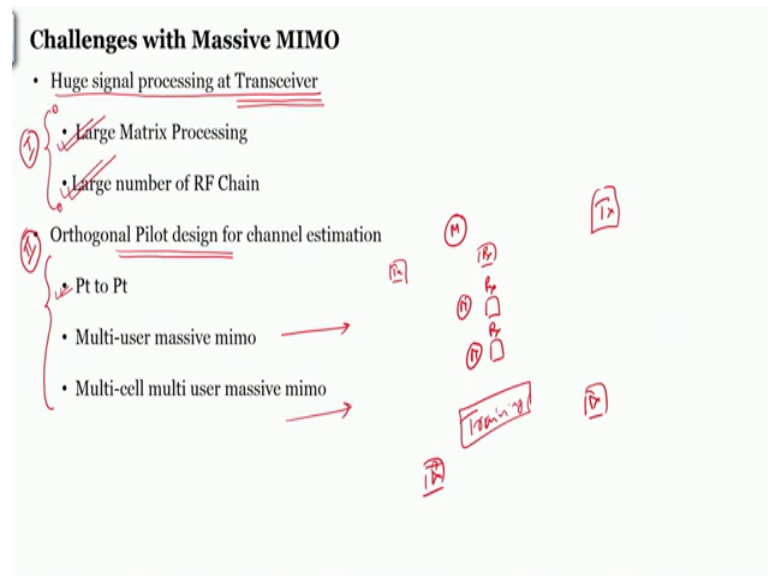 Challenges with Massive MIMO
• Huge signal processing at Transceiver
• Large Matrix Processing
• Large number of RF Chain
• Orthogonal Pilot design for channel estimation
• Pt to Pt
• Multi-user massive mimo
• Multi-cell multi user massive mimo
M
Tx
Rx
Rx
Training